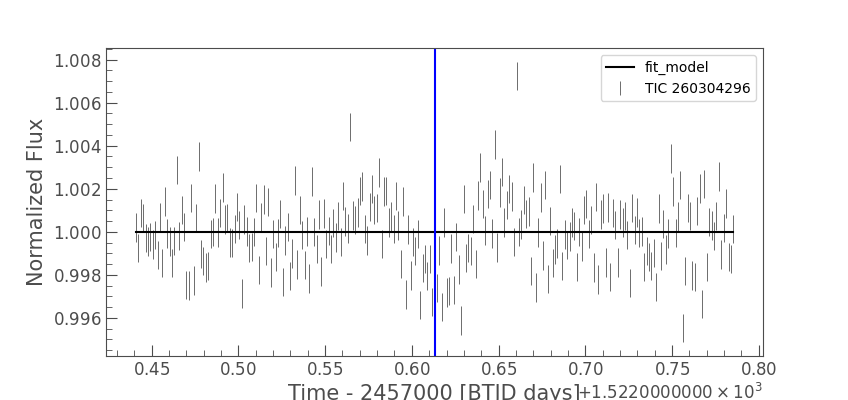 1.008
1.006
1.004
1.002
1.000
0.998
0.996
Normalized Flux
fit_model
TIC 260304296
0.45 0.50 0.55 0.60 0.65 0.70 0.75 0.80
Time - 2457000 [BTJD days]
+1.5220000000 × 10³